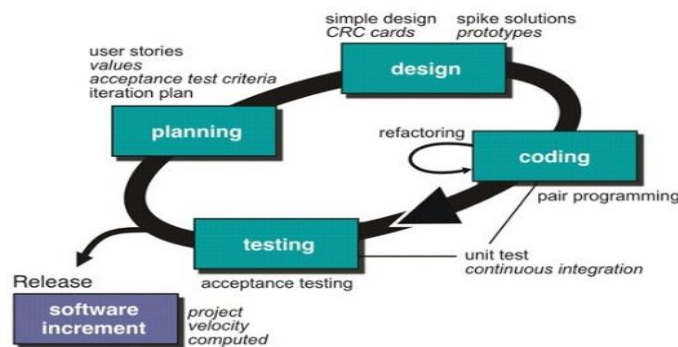 simple design
CRC cards
spike solutions
prototypes
design
user stories
values
acceptance test criteria
iteration plan
planning
refactoring
coding
pair programming
testing
unit test
continuous integration
acceptance testing
Release
software
increment
project
velocity
computed